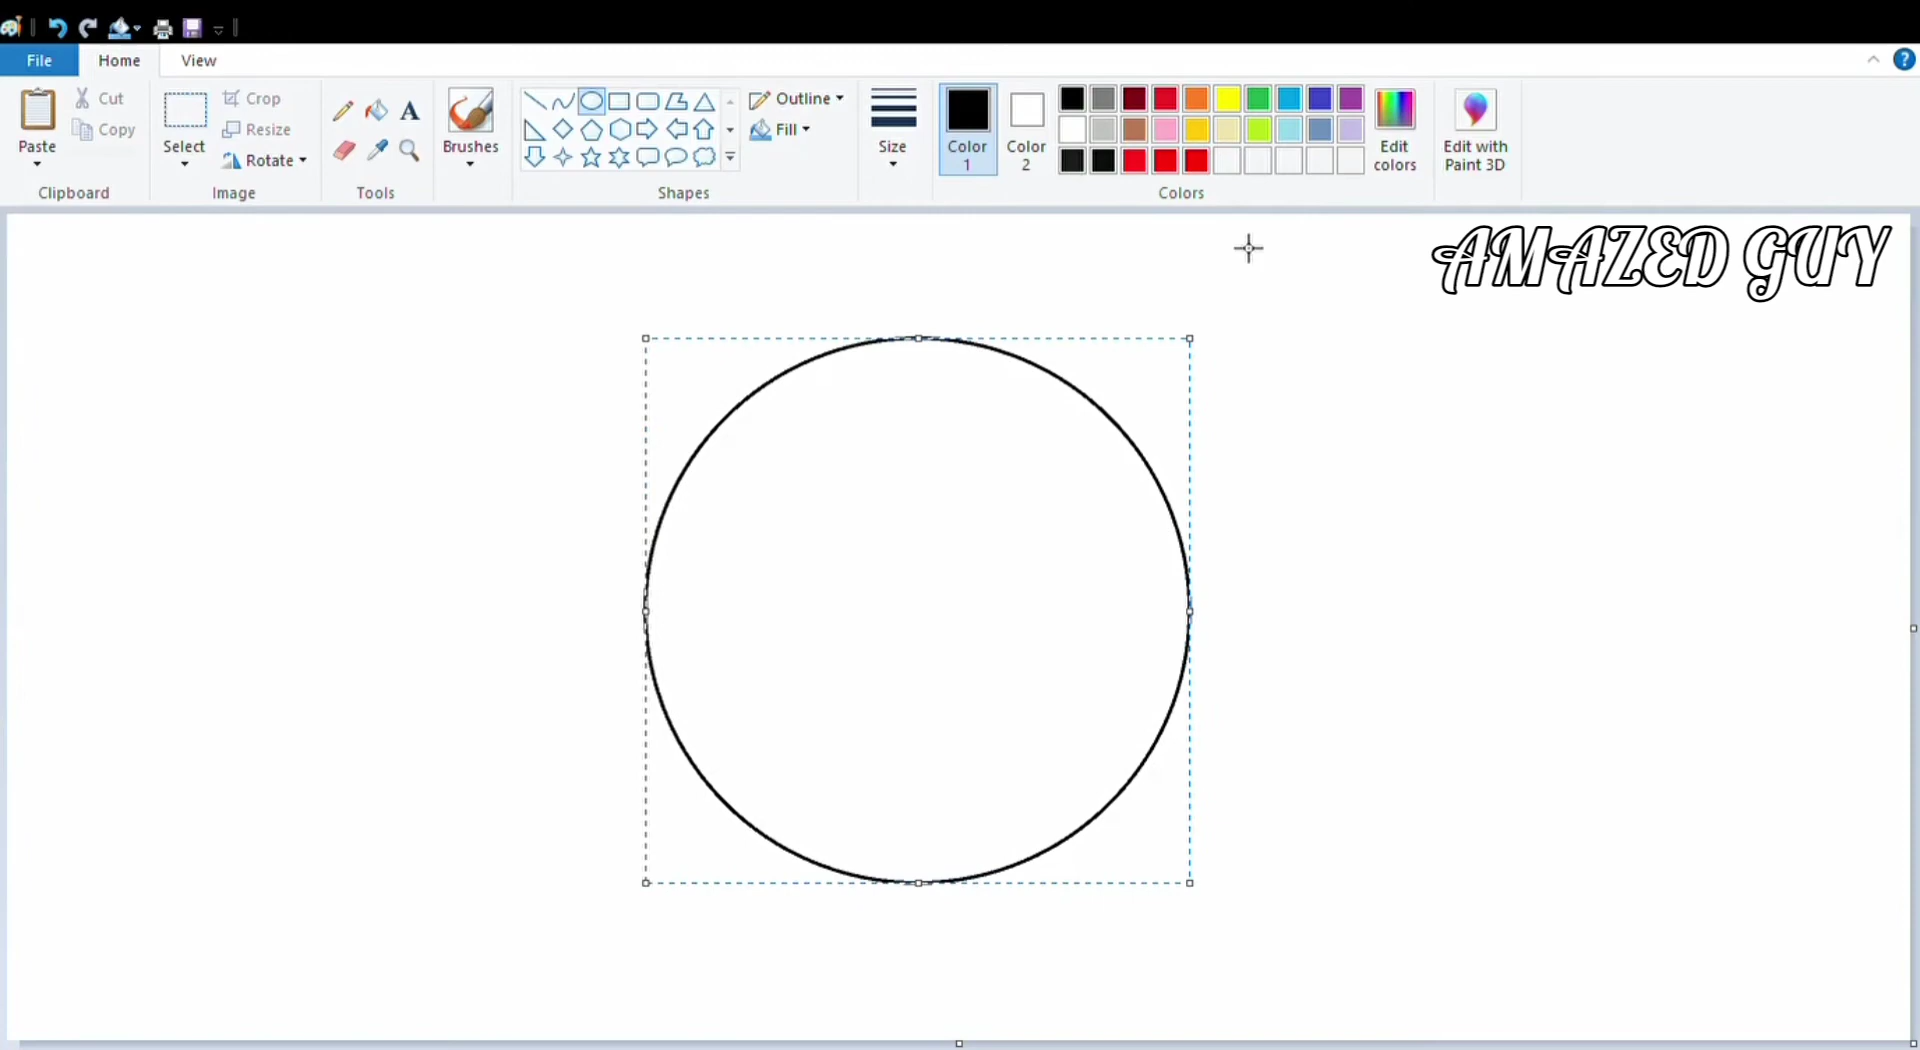 File Home View
Paste
Cut
Copy
Clipboard
Select
Crop
Resize
Rotate
Image
Tools
Brushes
Shapes
Outline
Fill
Size
Color
1
Color
2
Colors
Edit
colors
Edit with
Paint 3D
AMAZED GUY